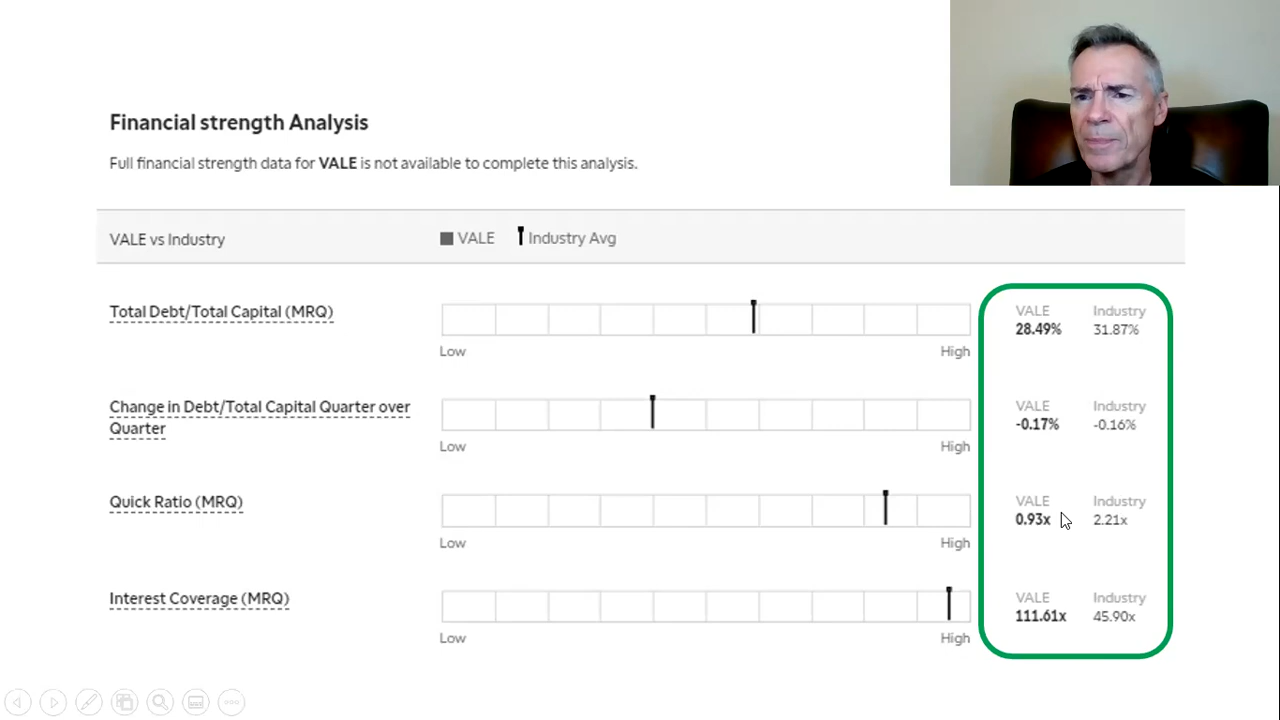 Financial strength Analysis
Full financial strength data for VALE is not available to complete this analysis.
VALE vs Industry
VALE
Industry Avg
Total Debt/Total Capital (MRQ)
Low
High
VALE
Industry
28.49%
31.87%
Change in Debt/Total Capital Quarter over
Quarter
Low
High
VALE
Industry
-0.17%
-0.16%
Quick Ratio (MRQ)
Low
High
VALE
Industry
0.93x
2.21x
Interest Coverage (MRQ)
Low
High
VALE
Industry
111.61x
45.90x